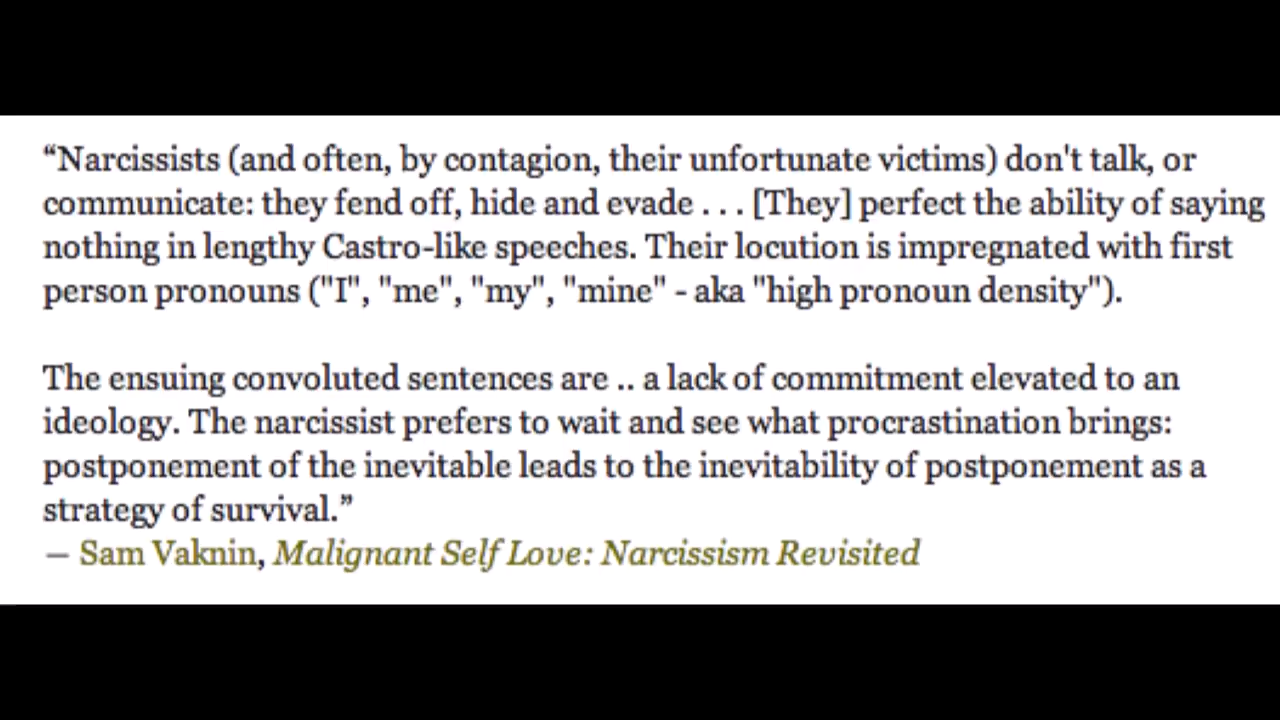 “Narcissists (and often, by contagion, their unfortunate victims) don't talk, or
communicate: they fend off, hide and evade . . . [They] perfect the ability of saying
nothing in lengthy Castro-like speeches. Their locution is impregnated with first
person pronouns ("I", "me", "my", "mine" - aka "high pronoun density").
The ensuing convoluted sentences are .. a lack of commitment elevated to an
ideology. The narcissist prefers to wait and see what procrastination brings:
postponement of the inevitable leads to the inevitability of postponement as a
strategy of survival.”
— Sam Vaknin, Malignant Self Love: Narcissism Revisited